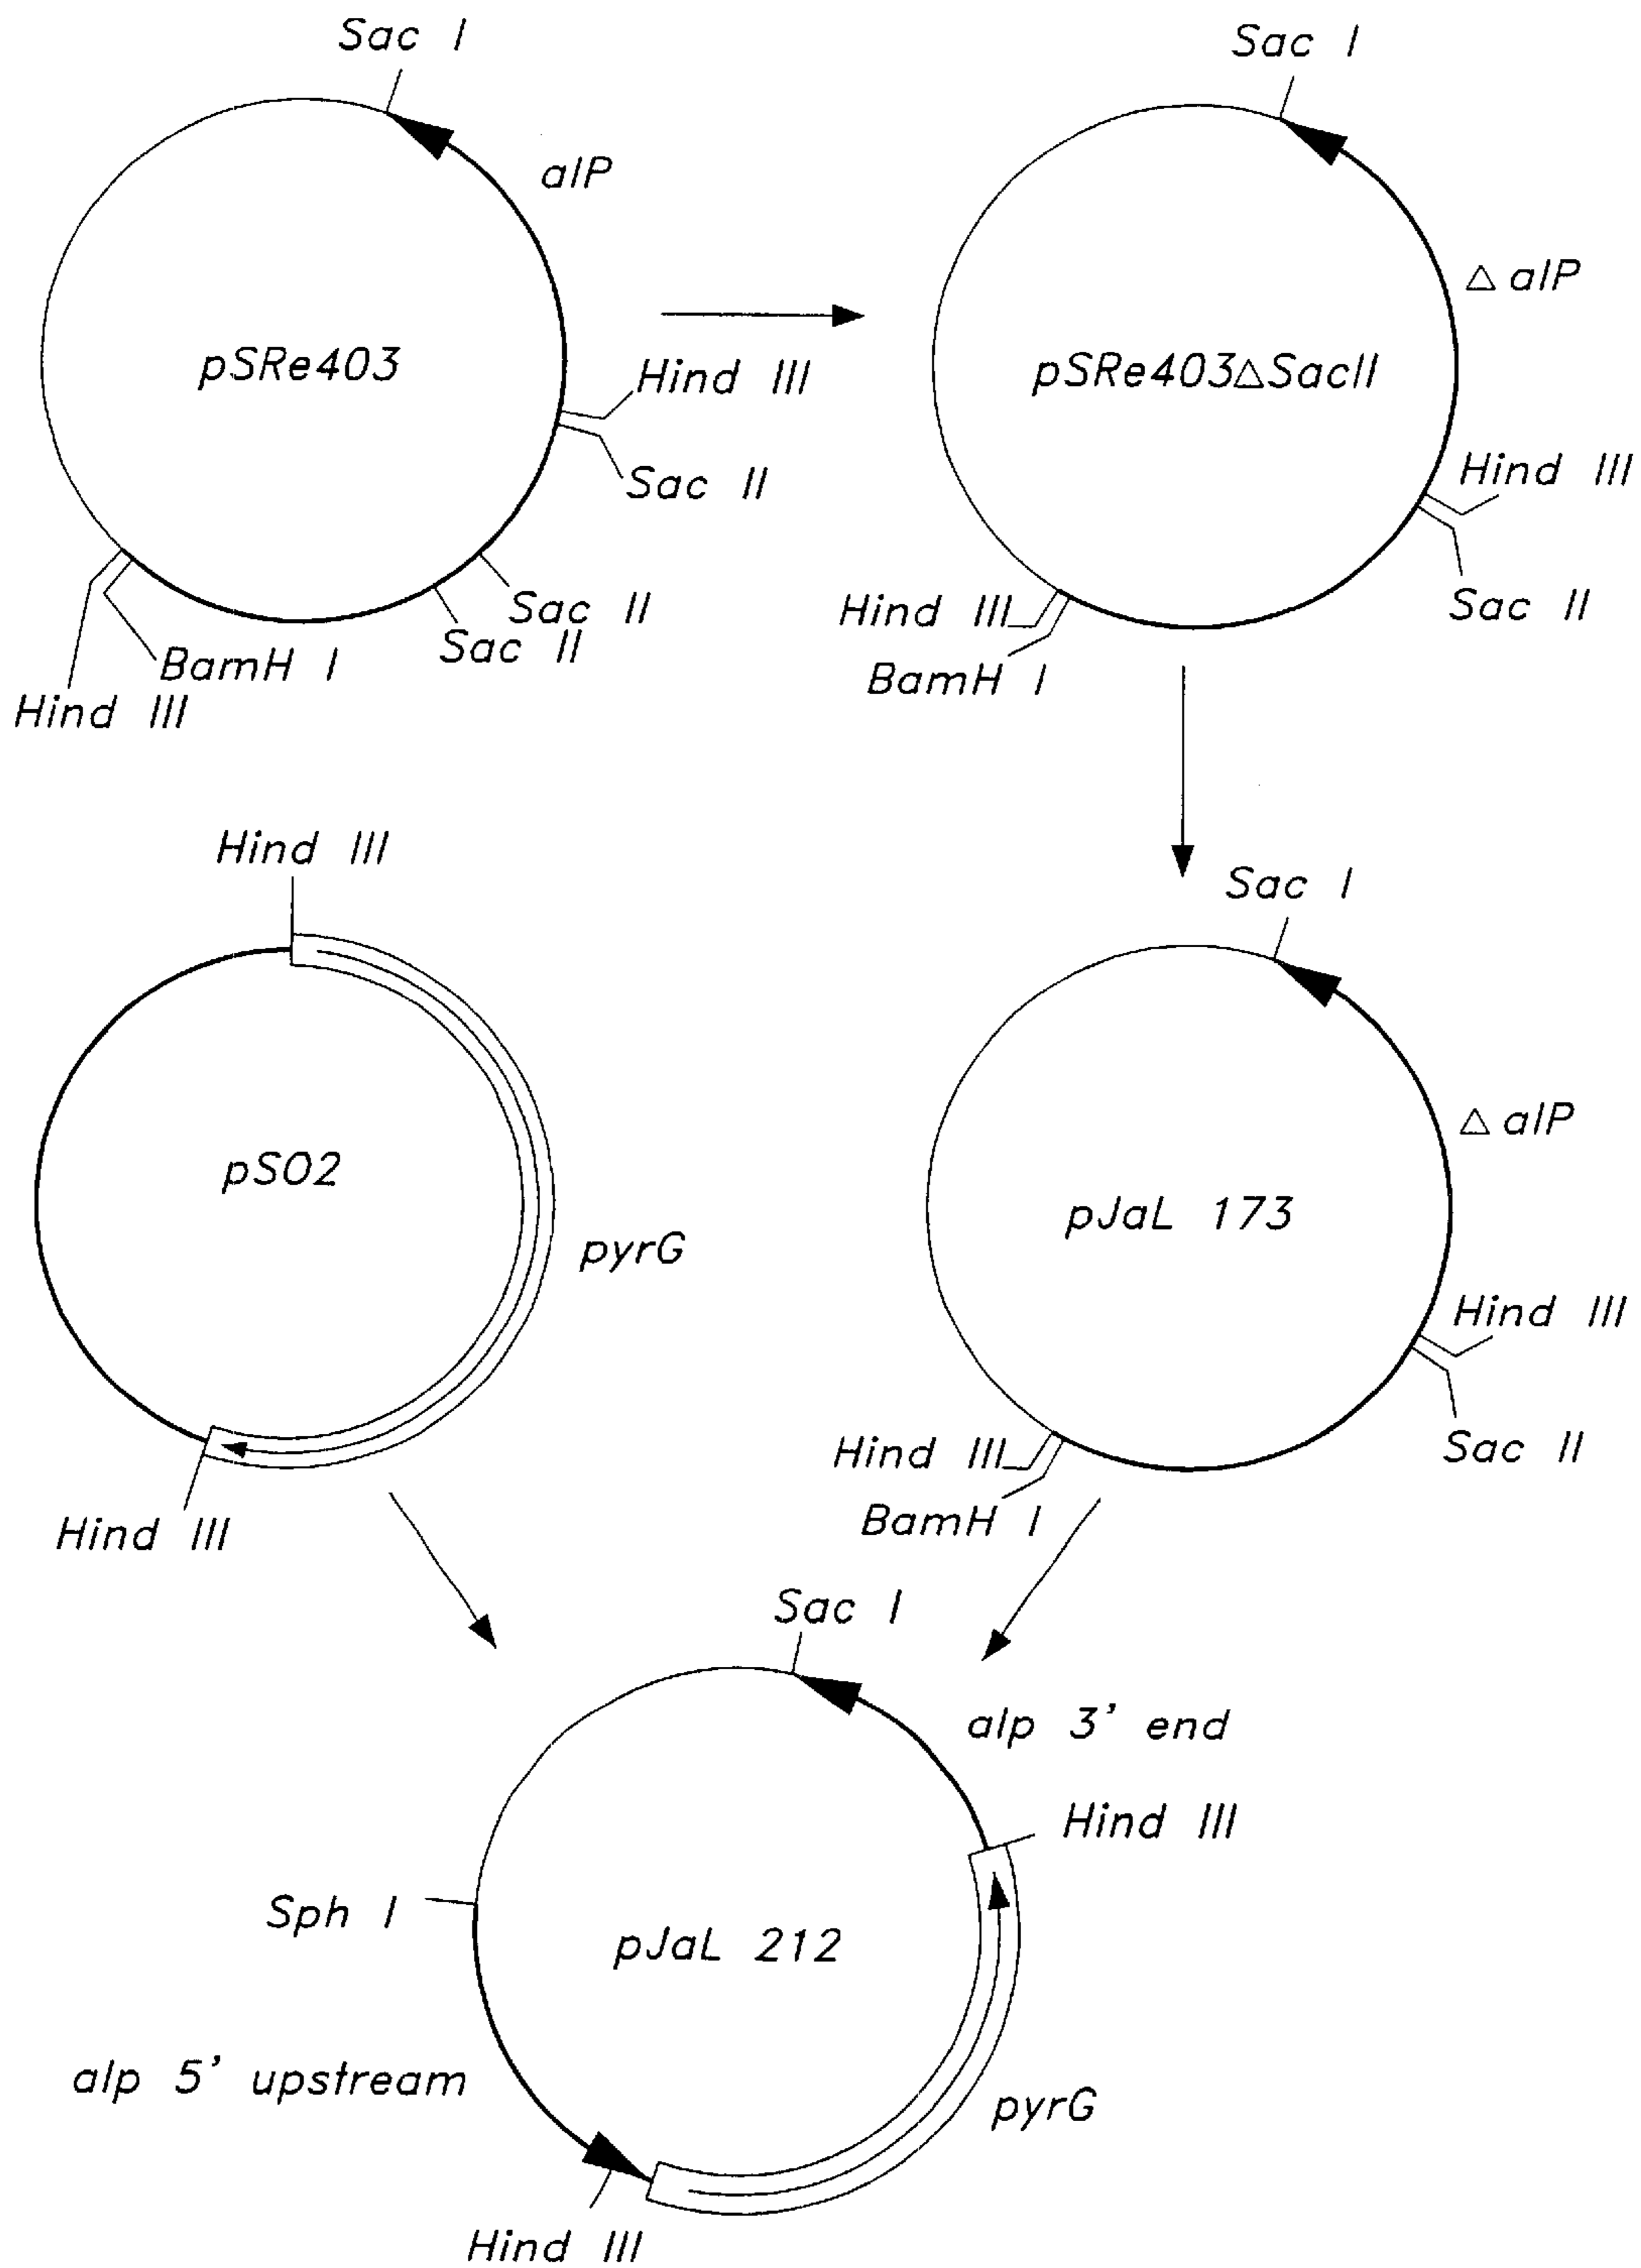 Sac I
alP
pSRe403
Hind III
Sac II
Sac II
Sac II
BamH I
Hind III
Sac I
△ alP
pSRe403△SacII
Hind III
Sac II
Hind III
BamH I
Hind III
pSO2
pyrG
Hind III
Sac I
△ alP
pJaL 173
Hind III
Sac II
Hind III
BamH I
Sac I
alp 3' end
Hind III
Sph I
pJaL 212
alp 5' upstream
pyrG
Hind III